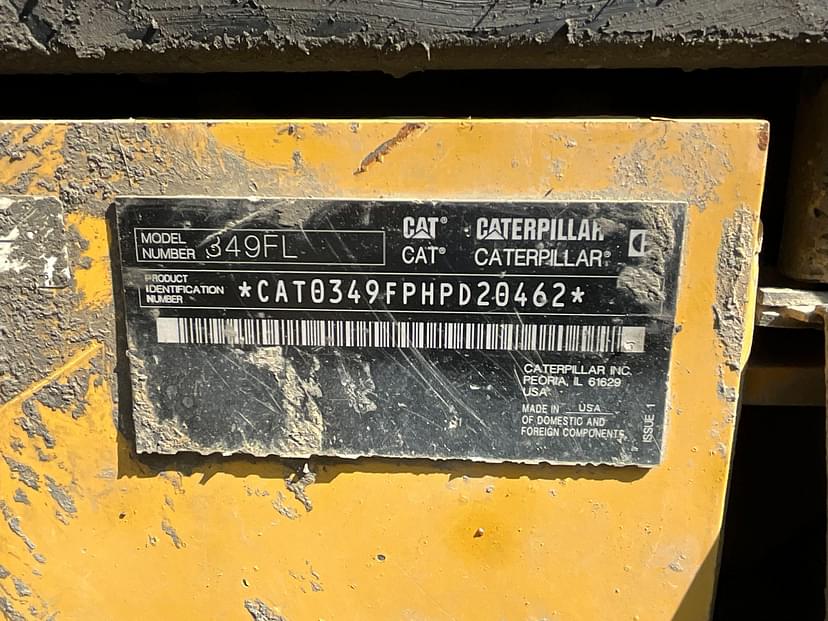 MODEL
NUMBER 349FL
CAT® CATERPILLAR
CAT® CATERPILLAR®
PRODUCT
IDENTIFICATION
NUMBER
*CAT0349FPHPD20462*
CATERPILLAR INC.
PEORIA, IL 61629
USA
MADE IN USA
OF DOMESTIC AND
FOREIGN COMPONENTS
ISSUE 1